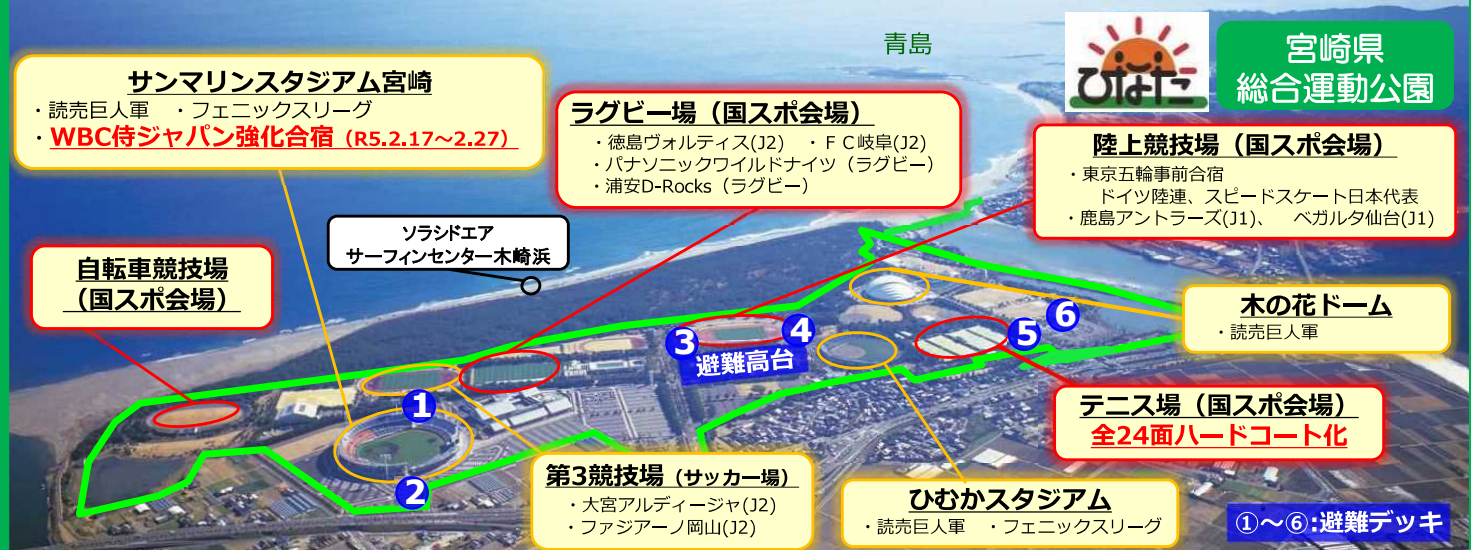 青島
ひなた
宮崎県
総合運動公園
サンマリンスタジアム宮崎
・読売巨人軍 ・フェニックスリーグ
・WBC侍ジャパン強化合宿（R5.2.17～2.27）
ラグビー場（国スポ会場）
・徳島ヴォルティス(J2) ・ＦＣ岐阜(J2)
・パナソニックワイルドナイツ（ラグビー）
・浦安D-Rocks（ラグビー）
陸上競技場（国スポ会場）
・東京五輪事前合宿
ドイツ陸連、スピードスケート日本代表
・鹿島アントラーズ(J1)、 ベガルタ仙台(J1)
ソラシドエア
サーフィンセンター木崎浜
自転車競技場
（国スポ会場）
木の花ドーム
・読売巨人軍
3
4
5
6
避難高台
1
2
テニス場（国スポ会場）
全24面ハードコート化
第3競技場（サッカー場）
・大宮アルディージャ(J2)
・ファジアーノ岡山(J2)
ひむかスタジアム
・読売巨人軍 ・フェニックスリーグ
①～⑥:避難デッキ